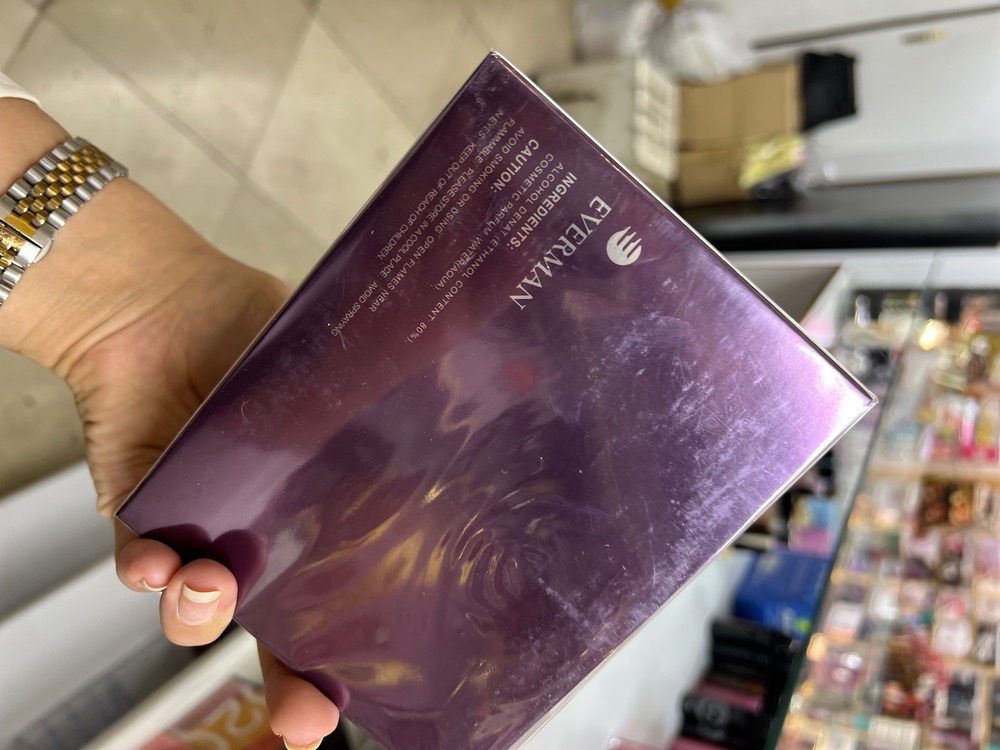 EVERMAN
INGREDIENTS:
ALCOHOL DENAT.(ETHANOL CONTENT: 80%),
COSMETIC PARFUM, WATER(AQUA)
CAUTION:
AVOID SMOKING OR USING OPEN FLAMES NEAR
FLAMMABLE. PLEASE STORE IN A COOL PLACE. AVOID SPRAYING
IN EYES. KEEP OUT OF REACH OF CHILDREN